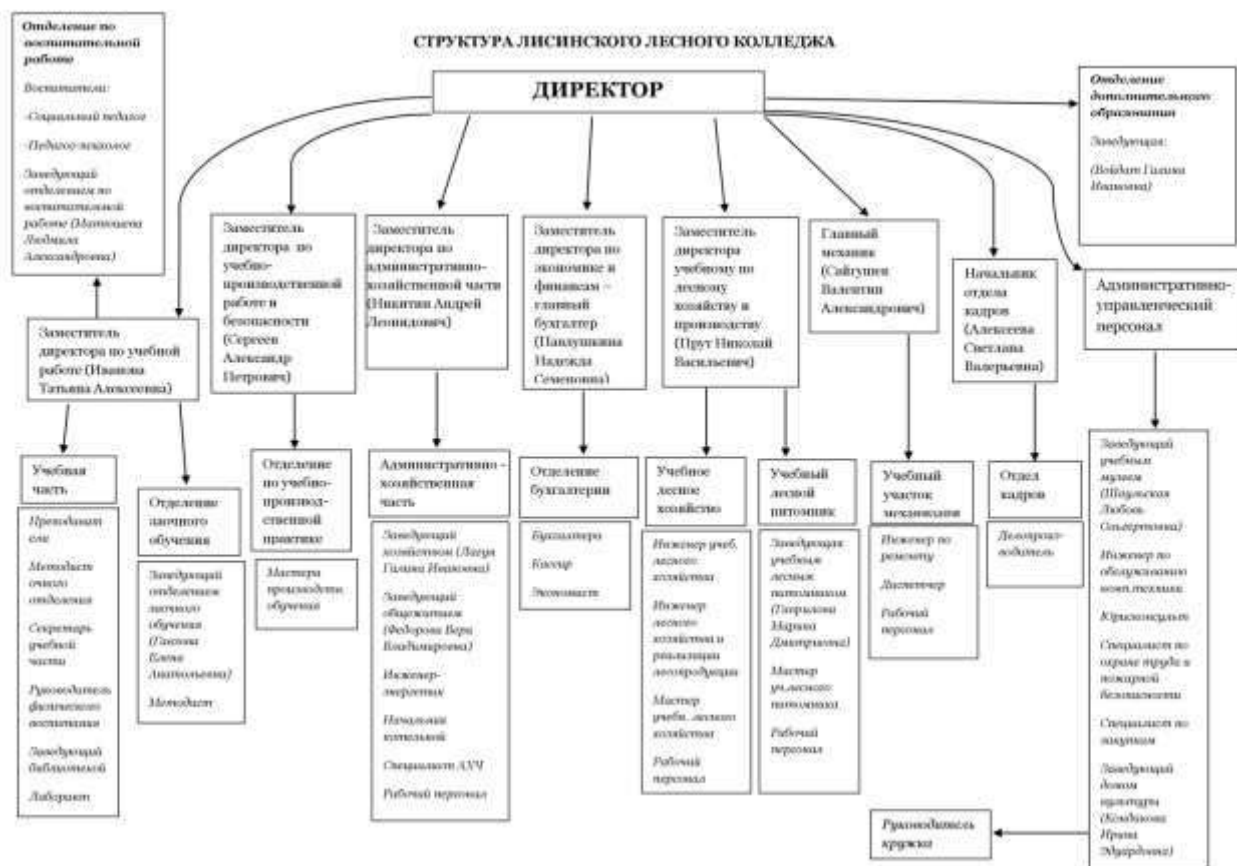 СТРУКТУРА ЛИСИНСКОГО ЛЕСНОГО КОЛЛЕДЖА
ДИРЕКТОР
Отделение по
воспитательной
работе
Воспитатели:
-Социальный педагог
-Педагог-психолог
Заведующий
отделением по
воспитательной
работе (Матюшева
Людмила
Александровна)
Отделение
дополнительного
образования
Заведующая:
(Войдат Галина
Ивановна)
Заместитель
директора по учебной
работе (Иванова
Татьяна Алексеевна)
Заместитель
директора по
учебно-
производственной
работе и
безопасности
(Сергеев
Александр
Петрович)
Заместитель
директора по
административно-
хозяйственной части
(Никитин Андрей
Леонидович)
Заместитель
директора по
экономике и
финансам –
главный
бухгалтер
(Павлушкина
Надежда
Семеновна)
Заместитель
директора
учебному по
лесному
хозяйству и
производству
(Прут Николай
Васильевич)
Главный
механик
(Сайгушев
Валентин
Александрович)
Начальник
отдела
кадров
(Алексеева
Светлана
Валерьевна)
Административно-
управленческий
персонал
Учебная
часть
Преподават
ели
Методист
очного
отделения
Секретарь
учебной
части
Руководитель
физического
воспитания
Заведующий
библиотекой
Лаборант
Отделение
заочного
обучения
Заведующий
отделением
заочного
обучения
Елена
Анатольевна)
Методист
Отделение
по учебно-
производ-
ственной
практике
Мастера
производств.
обучения
Административно -
хозяйственная
часть
Заведующий
хозяйством (Лагун
Галина Ивановна)
Заведующий
общежитием
(Федорова Вера
Владимировна)
Инженер-
энергетик
Начальник
котельной
Специалист АХЧ
Рабочий персонал
Отделение
бухгалтерии
Бухгалтера
Кассир
Экономист
Учебное
лесное
хозяйство
Инженер учеб.
лесного
хозяйства
Инженер
лесного
хозяйства и
реализации
лесопродукции
Мастер
учебн. лесного
хозяйства
Рабочий
персонал
Учебный
лесной
питомник
Заведующая
учебным
лесным
питомником
(Гаврилова
Марина
Дмитриевна)
Мастер
уч.лесного
питомника
Рабочий
персонал
Учебный
участок
механизации
Инженер по
ремонту
Диспетчер
Рабочий
персонал
Отдел
кадров
Делопроиз-
водитель
Заведующий
учебным
музеем
(Шаульская
Любовь
Ольгертовна)
Инженер по
обслуживанию
комп.техники
Юрисконсульт
Специалист по
охране труда и
пожарной
безопасности
Специалист по
закупкам
Заведующий
домом
культуры
(Кондакова
Ирина
Эдуардовна)
Руководитель
кружка